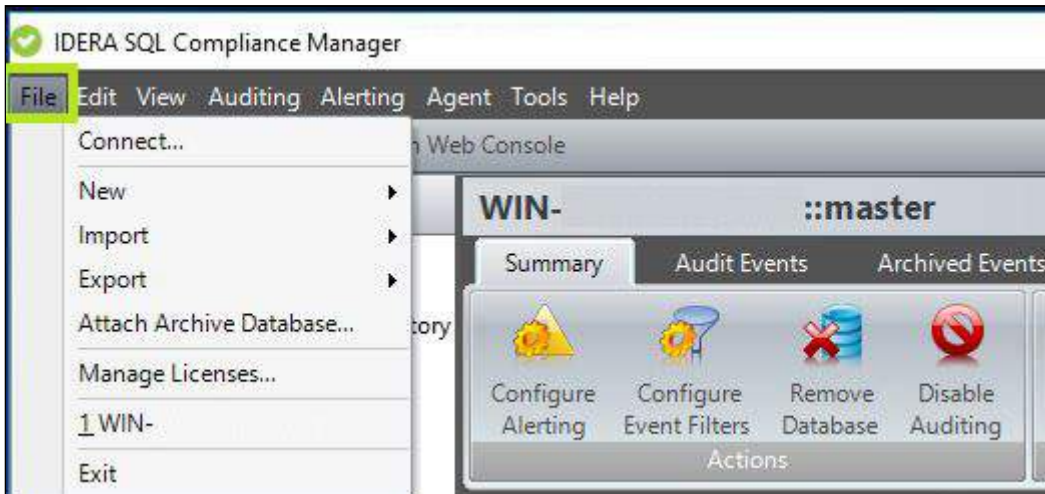 IDERA SQL Compliance Manager
File Edit View Auditing Alerting Agent Tools Help
Connect...
Web Console
New
WIN- ::master
Import
Summary Audit Events Archived Events
Export
Attach Archive Database...
tory
Manage Licenses...
Configure Alerting
Configure Event Filters
Remove Database
Disable Auditing
1 WIN-
Actions
Exit